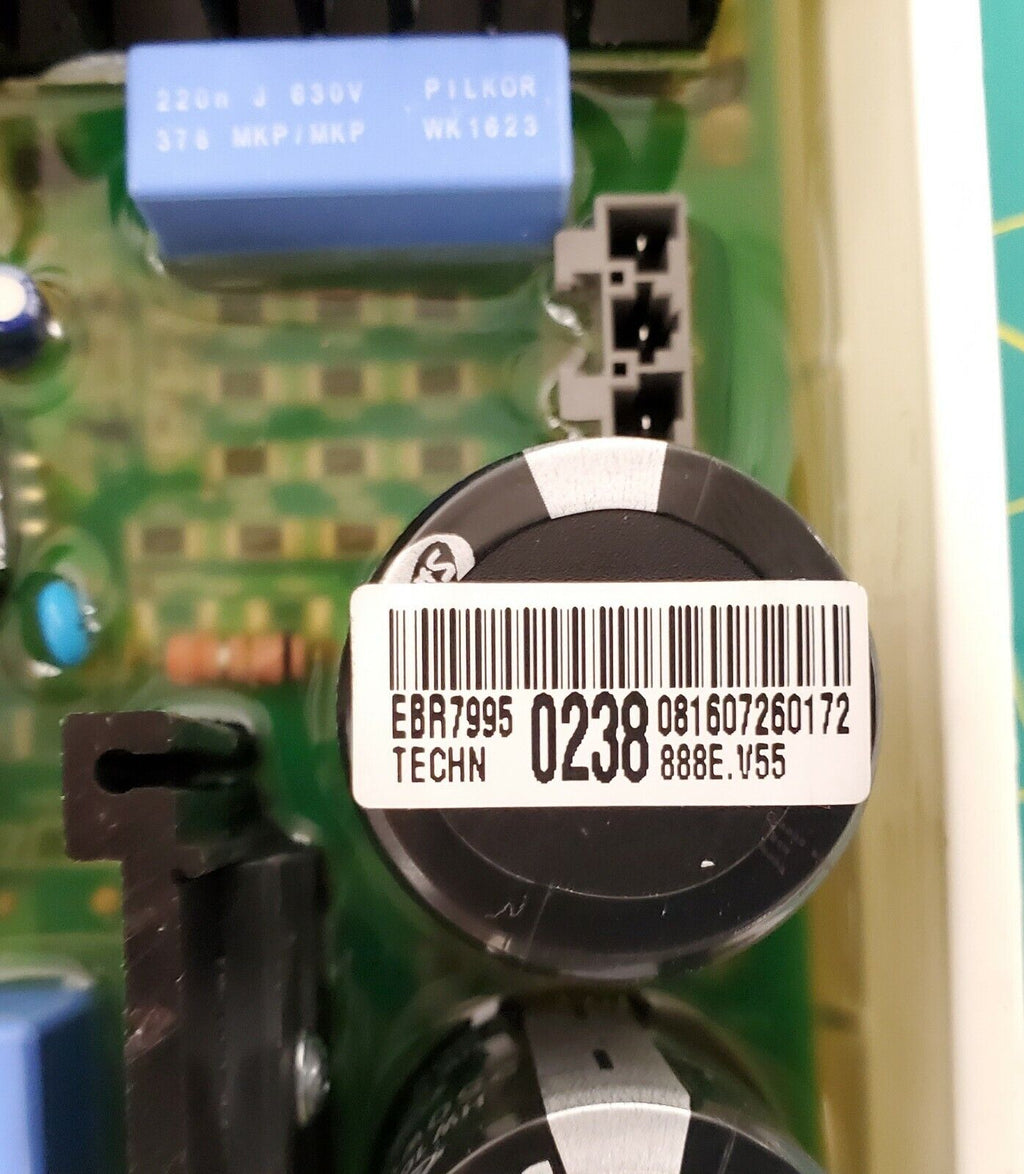 220n J 630V PILKOR
378 MKP/MKP WK1623
EBR7995 0238 081607260172
TECHN 888E.V55